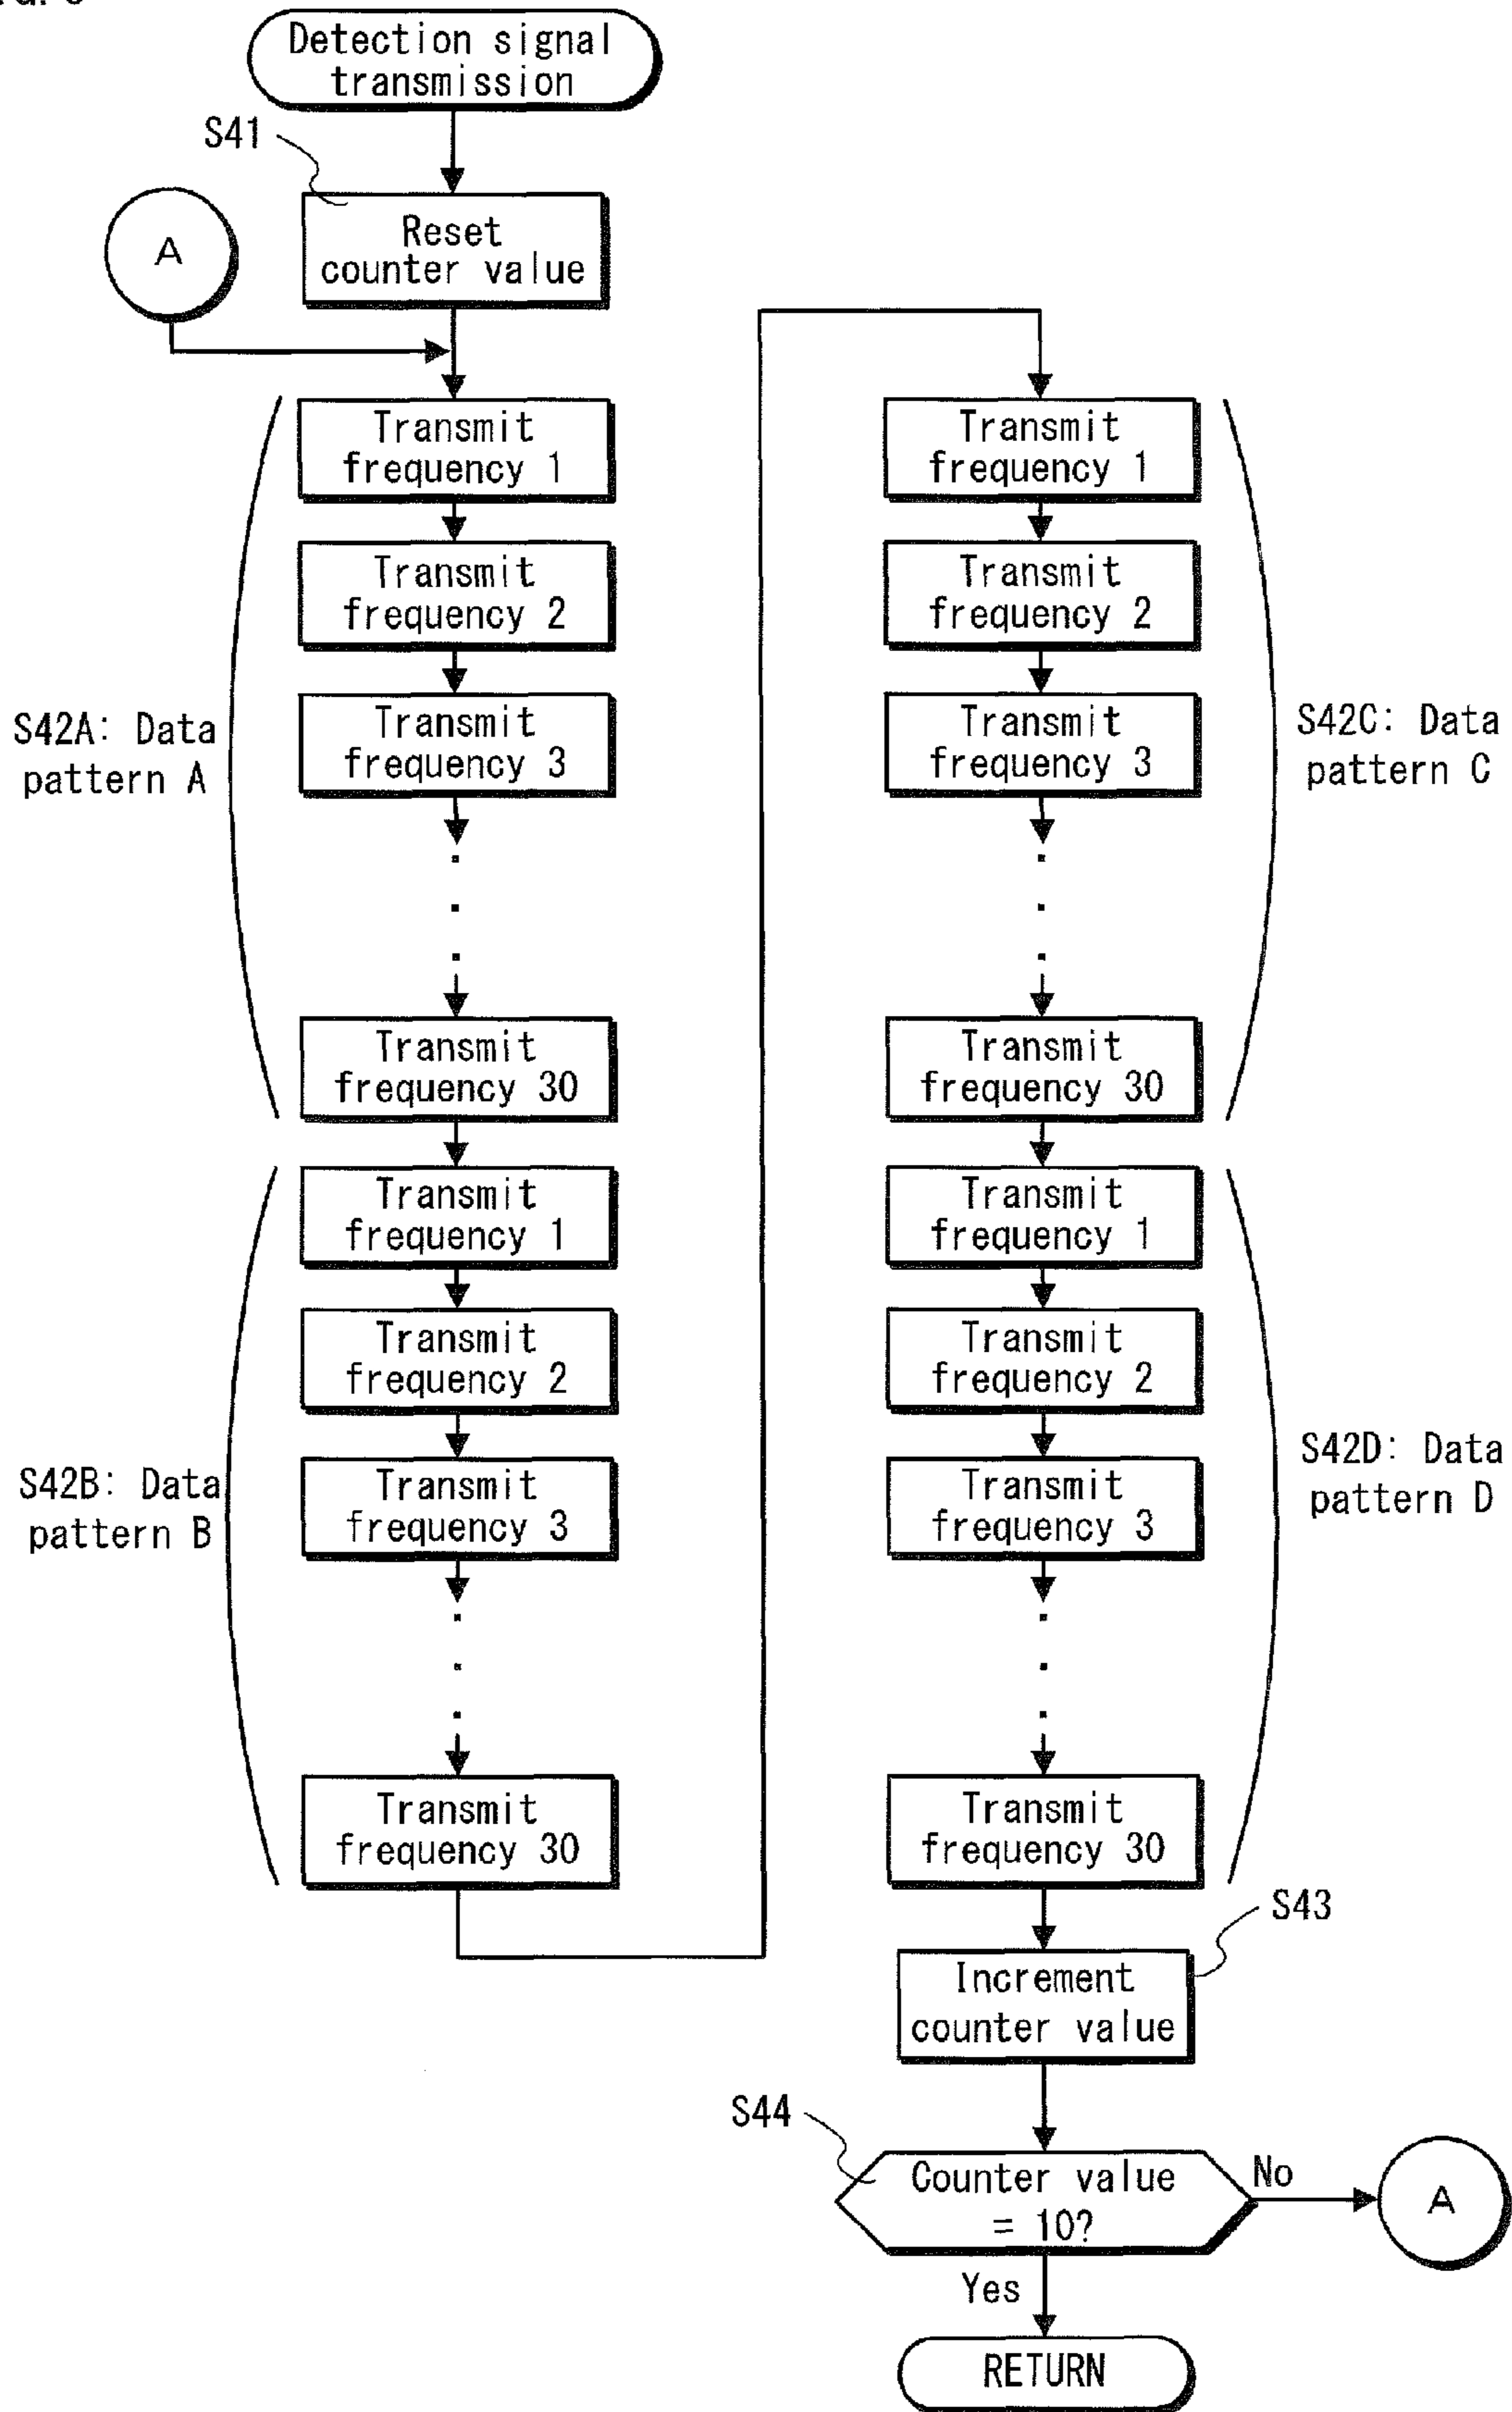 Detection signal
transmission
S41
A
Reset
counter value
Transmit
frequency 1
Transmit
frequency 2
Transmit
frequency 3
Transmit
frequency 30
S42A: Data
pattern A
Transmit
frequency 1
Transmit
frequency 2
Transmit
frequency 3
Transmit
frequency 30
S42B: Data
pattern B
Transmit
frequency 1
Transmit
frequency 2
Transmit
frequency 3
Transmit
frequency 30
S42C: Data
pattern C
Transmit
frequency 1
Transmit
frequency 2
Transmit
frequency 3
Transmit
frequency 30
S42D: Data
pattern D
S43
Increment
counter value
S44
Counter value
= 10?
No
A
Yes
RETURN